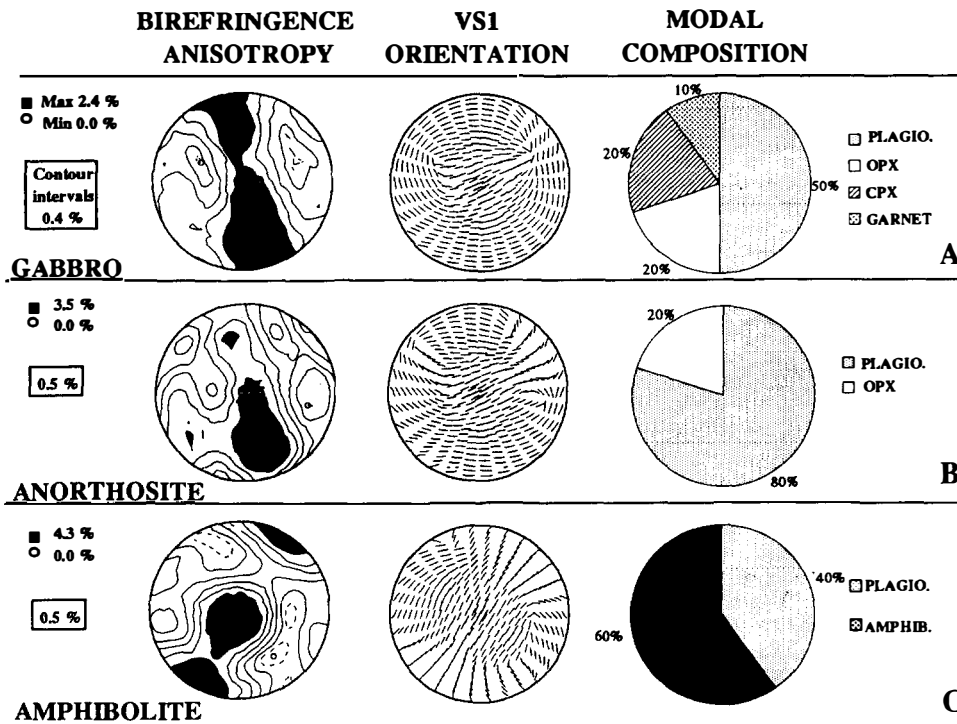 BIREFRINGENCE ANISOTROPY
VS1 ORIENTATION
MODAL COMPOSITION
Max 2.4 %
Min 0.0 %
Contour intervals 0.4 %
GABBRO
10%
20%
20%
50%
PLAGIO.
OPX
CPX
GARNET
A
3.5 %
0.0 %
0.5 %
ANORTHOSITE
20%
80%
PLAGIO.
OPX
B
4.3 %
0.0 %
0.5 %
AMPHIBOLITE
60%
40%
PLAGIO.
AMPHIB.
C